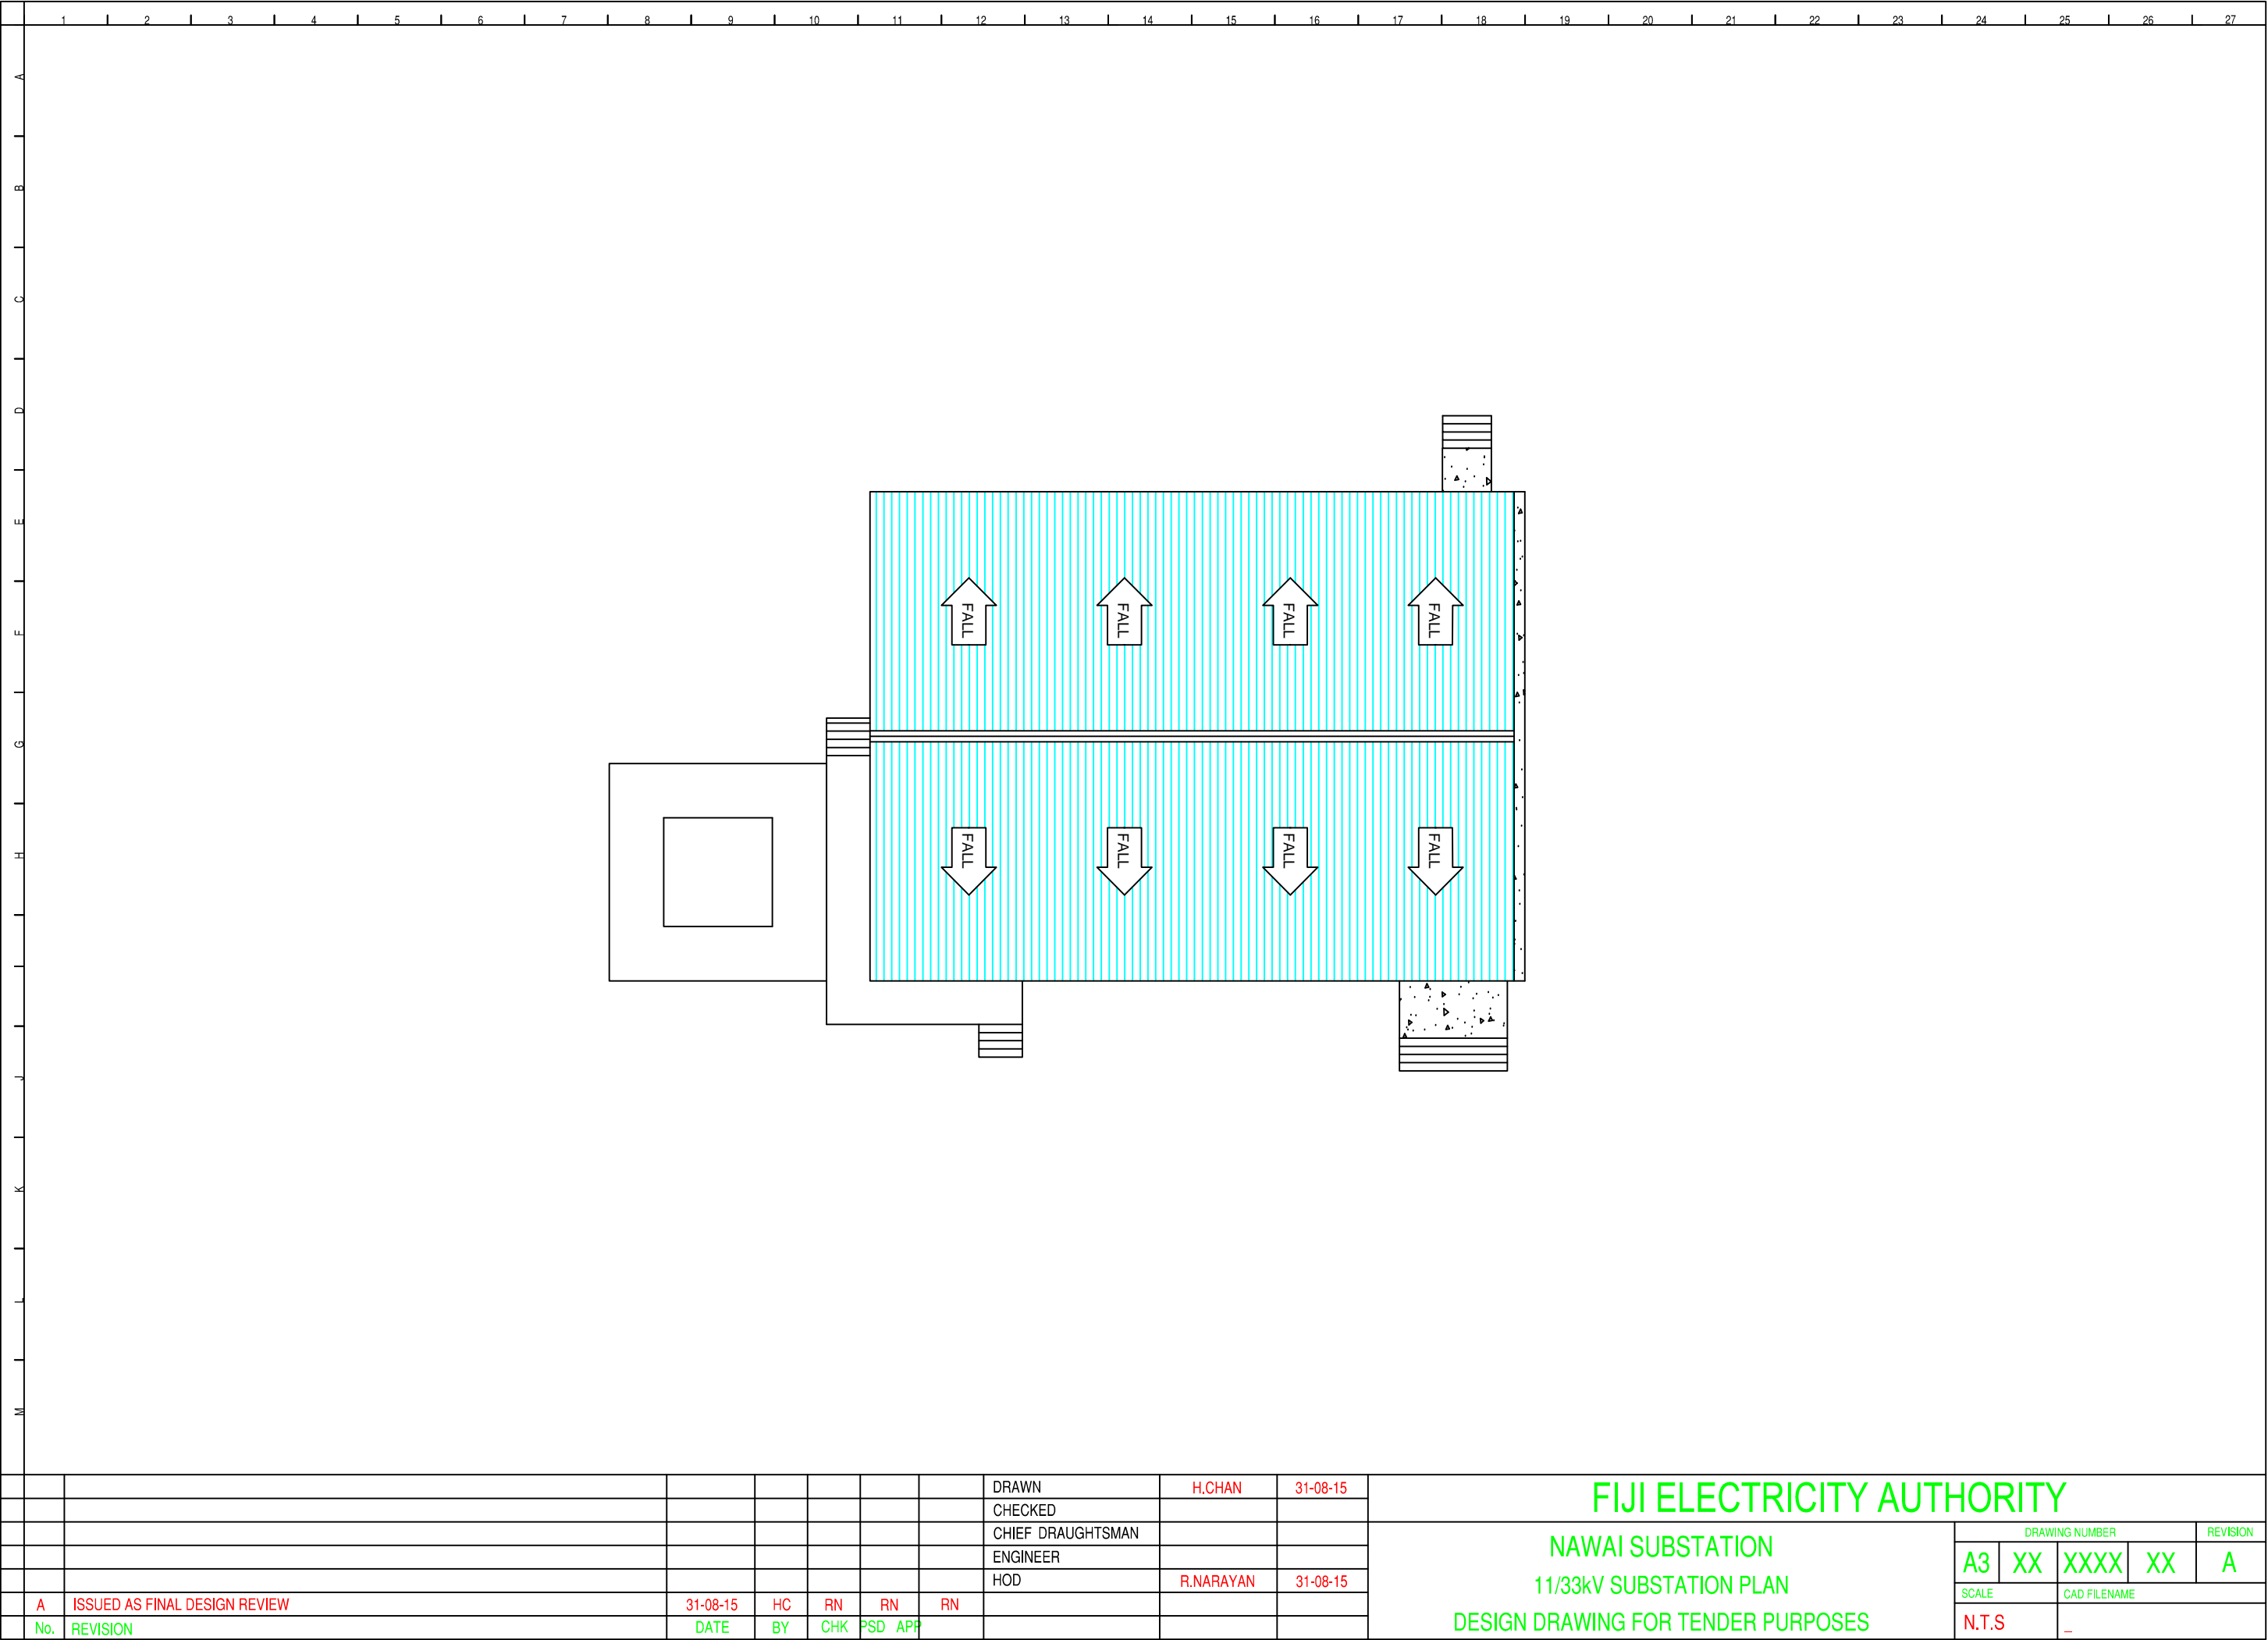 1 2 3 4 5 6 7 8 9 10 11 12 13 14 15 16 17 18 19 20 21 22 23 24 25 26 27
A
B
C
D
E
F
G
H
I
J
K
L
M
FALL FALL FALL FALL
FALL FALL FALL FALL
DRAWN H.CHAN 31-08-15
CHECKED
CHIEF DRAUGHTSMAN
ENGINEER
HOD R.NARAYAN 31-08-15
A ISSUED AS FINAL DESIGN REVIEW 31-08-15 HC RN RN RN
No. REVISION DATE BY CHK PSD APP
FIJI ELECTRICITY AUTHORITY
NAWAI SUBSTATION
11/33kV SUBSTATION PLAN
DESIGN DRAWING FOR TENDER PURPOSES
DRAWING NUMBER REVISION
A3 XX XXXX XX A
SCALE CAD FILENAME
N.T.S _